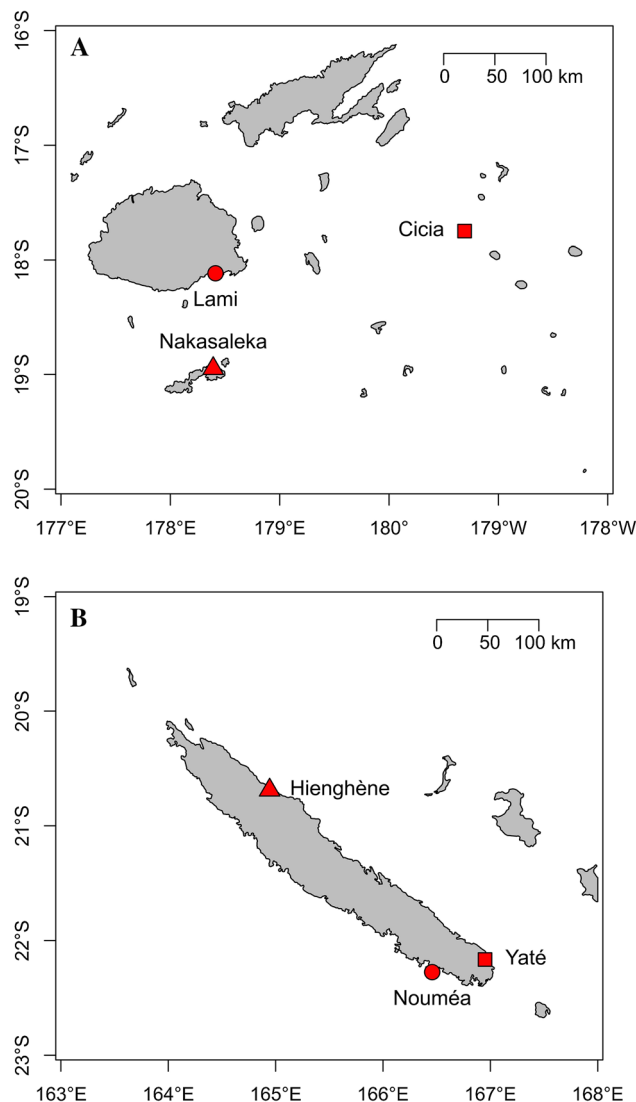 A
0 50 100 km
16°S
17°S
18°S
19°S
20°S
Cicia
Lami
Nakasaleka
177°E 178°E 179°E 180° 179°W 178°W
B
0 50 100 km
19°S
20°S
21°S
22°S
23°S
Hienghène
Yaté
Nouméa
163°E 164°E 165°E 166°E 167°E 168°E